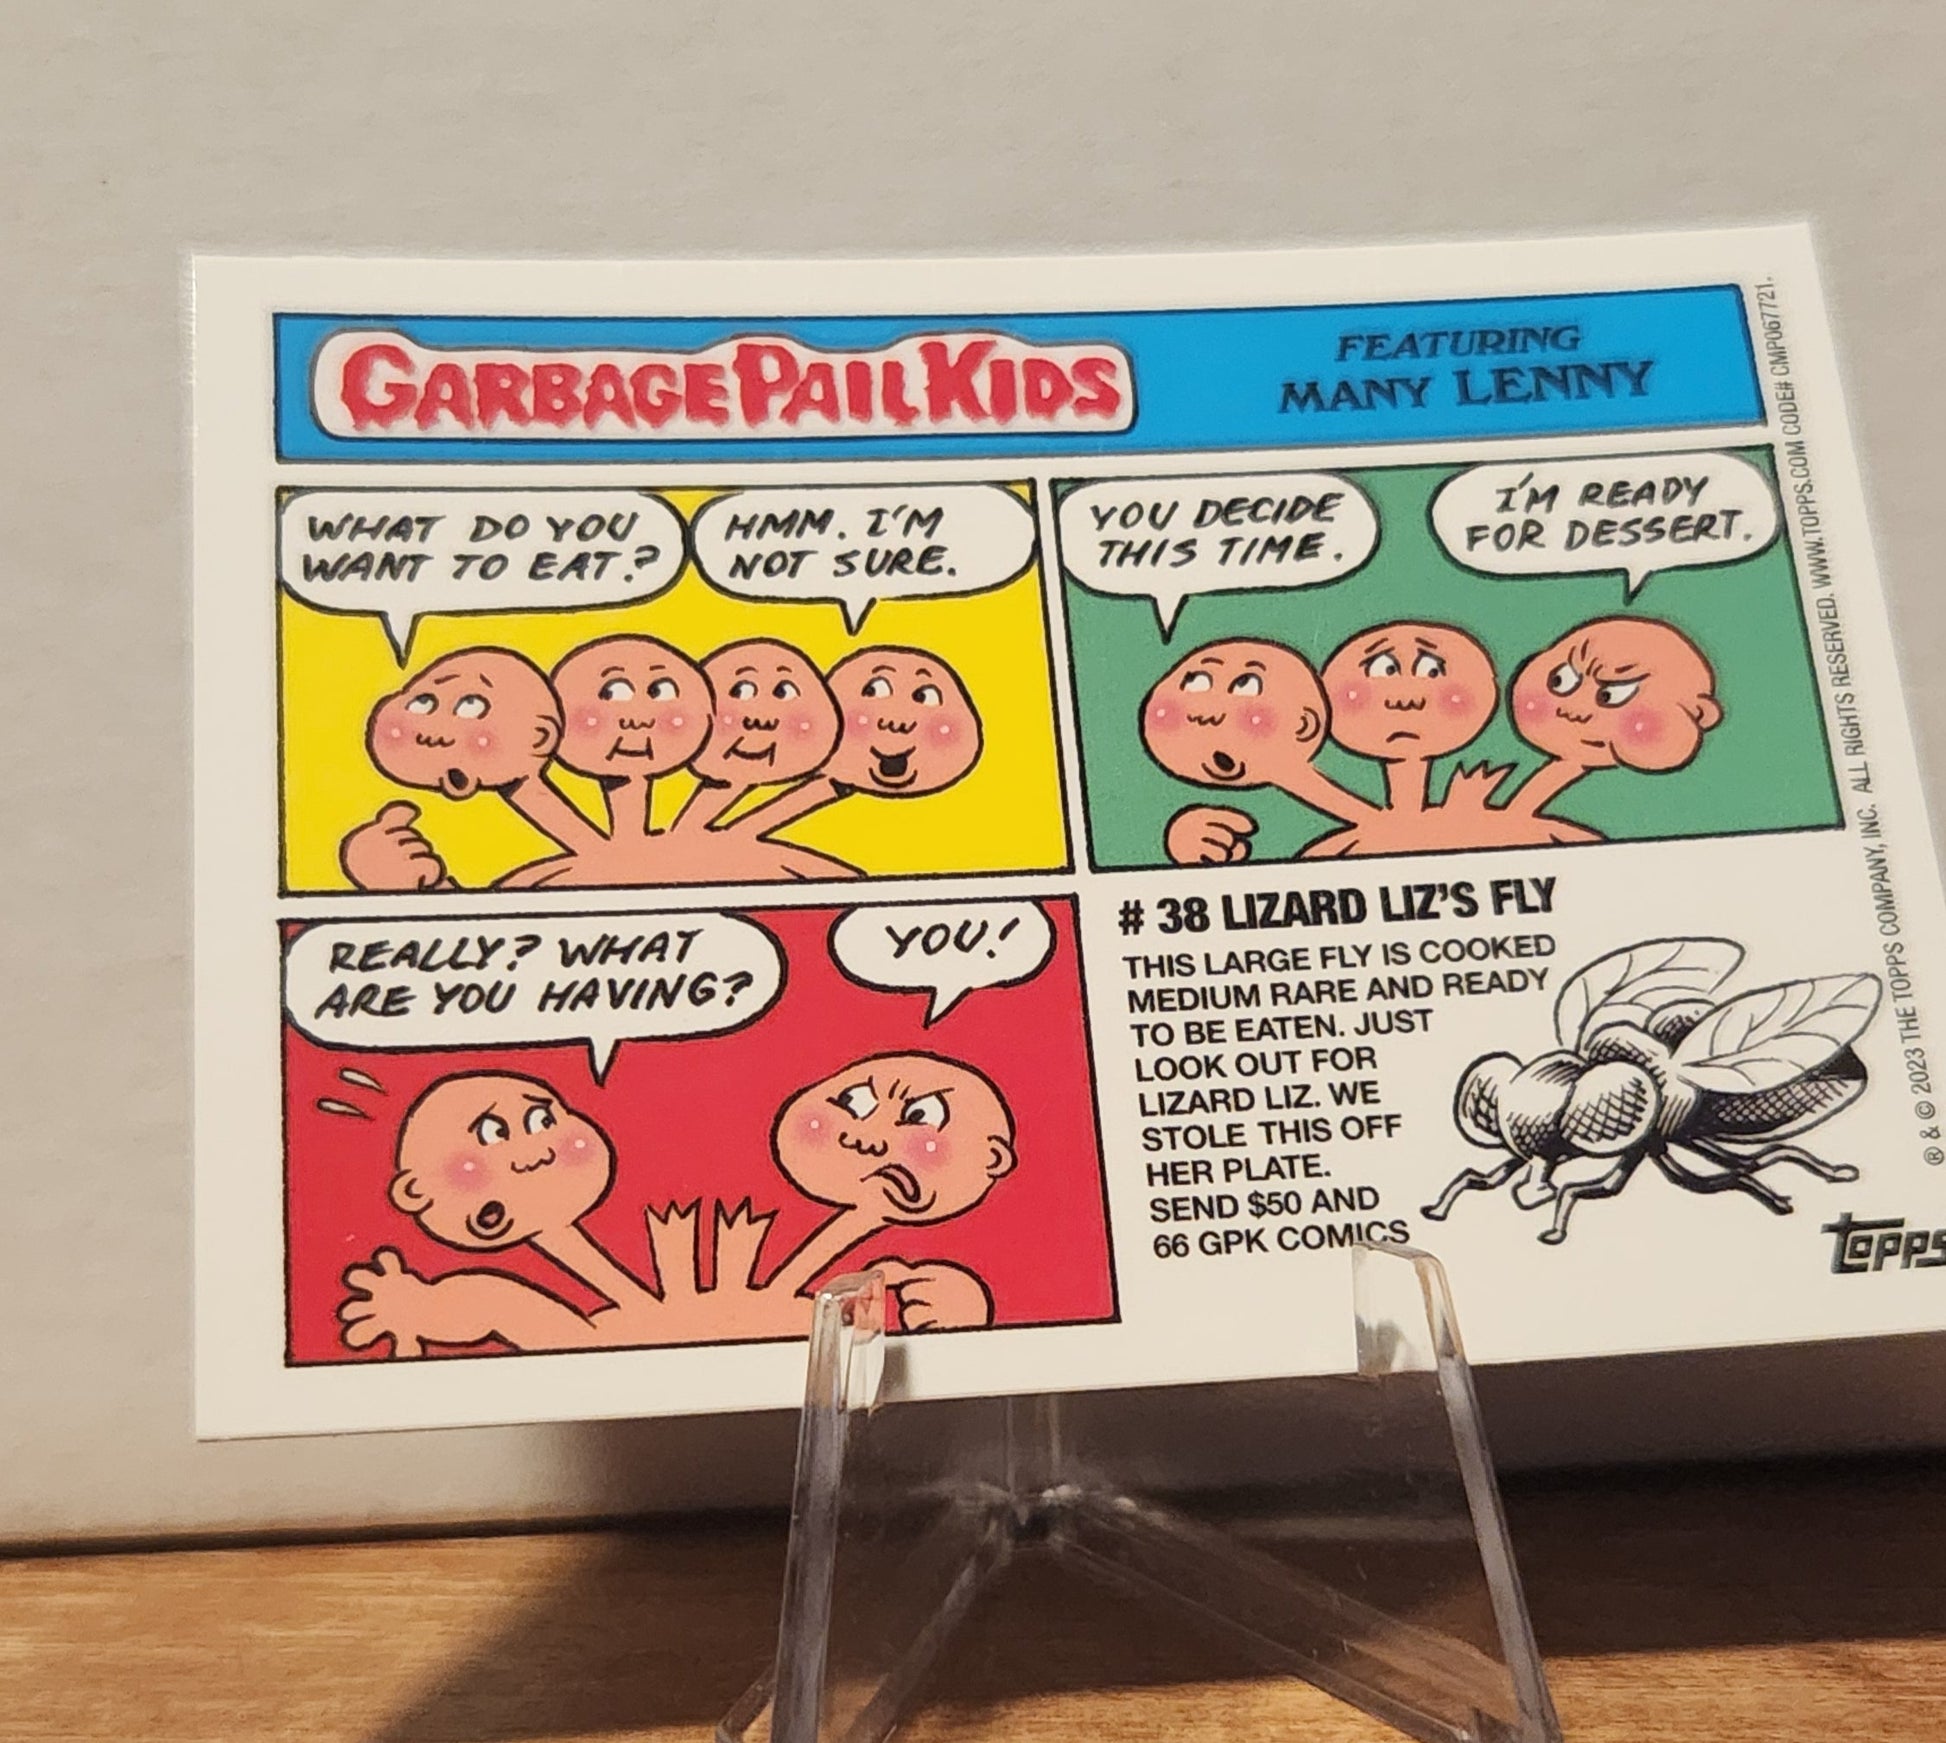 GARBAGE PAIL KIDS
FEATURING
MANY LENNY
WHAT DO YOU
WANT TO EAT?
HMM. I'M
NOT SURE.
YOU DECIDE
THIS TIME.
I'M READY
FOR DESSERT.
REALLY? WHAT
ARE YOU HAVING?
YOU!
# 38 LIZARD LIZ'S FLY
THIS LARGE FLY IS COOKED
MEDIUM RARE AND READY
TO BE EATEN. JUST
LOOK OUT FOR
LIZARD LIZ. WE
STOLE THIS OFF
HER PLATE.
SEND $50 AND
66 GPK COMICS
® & © 2023 THE TOPPS COMPANY, INC. ALL RIGHTS RESERVED. WWW.TOPPS.COM CODE# CMP067721.
topps